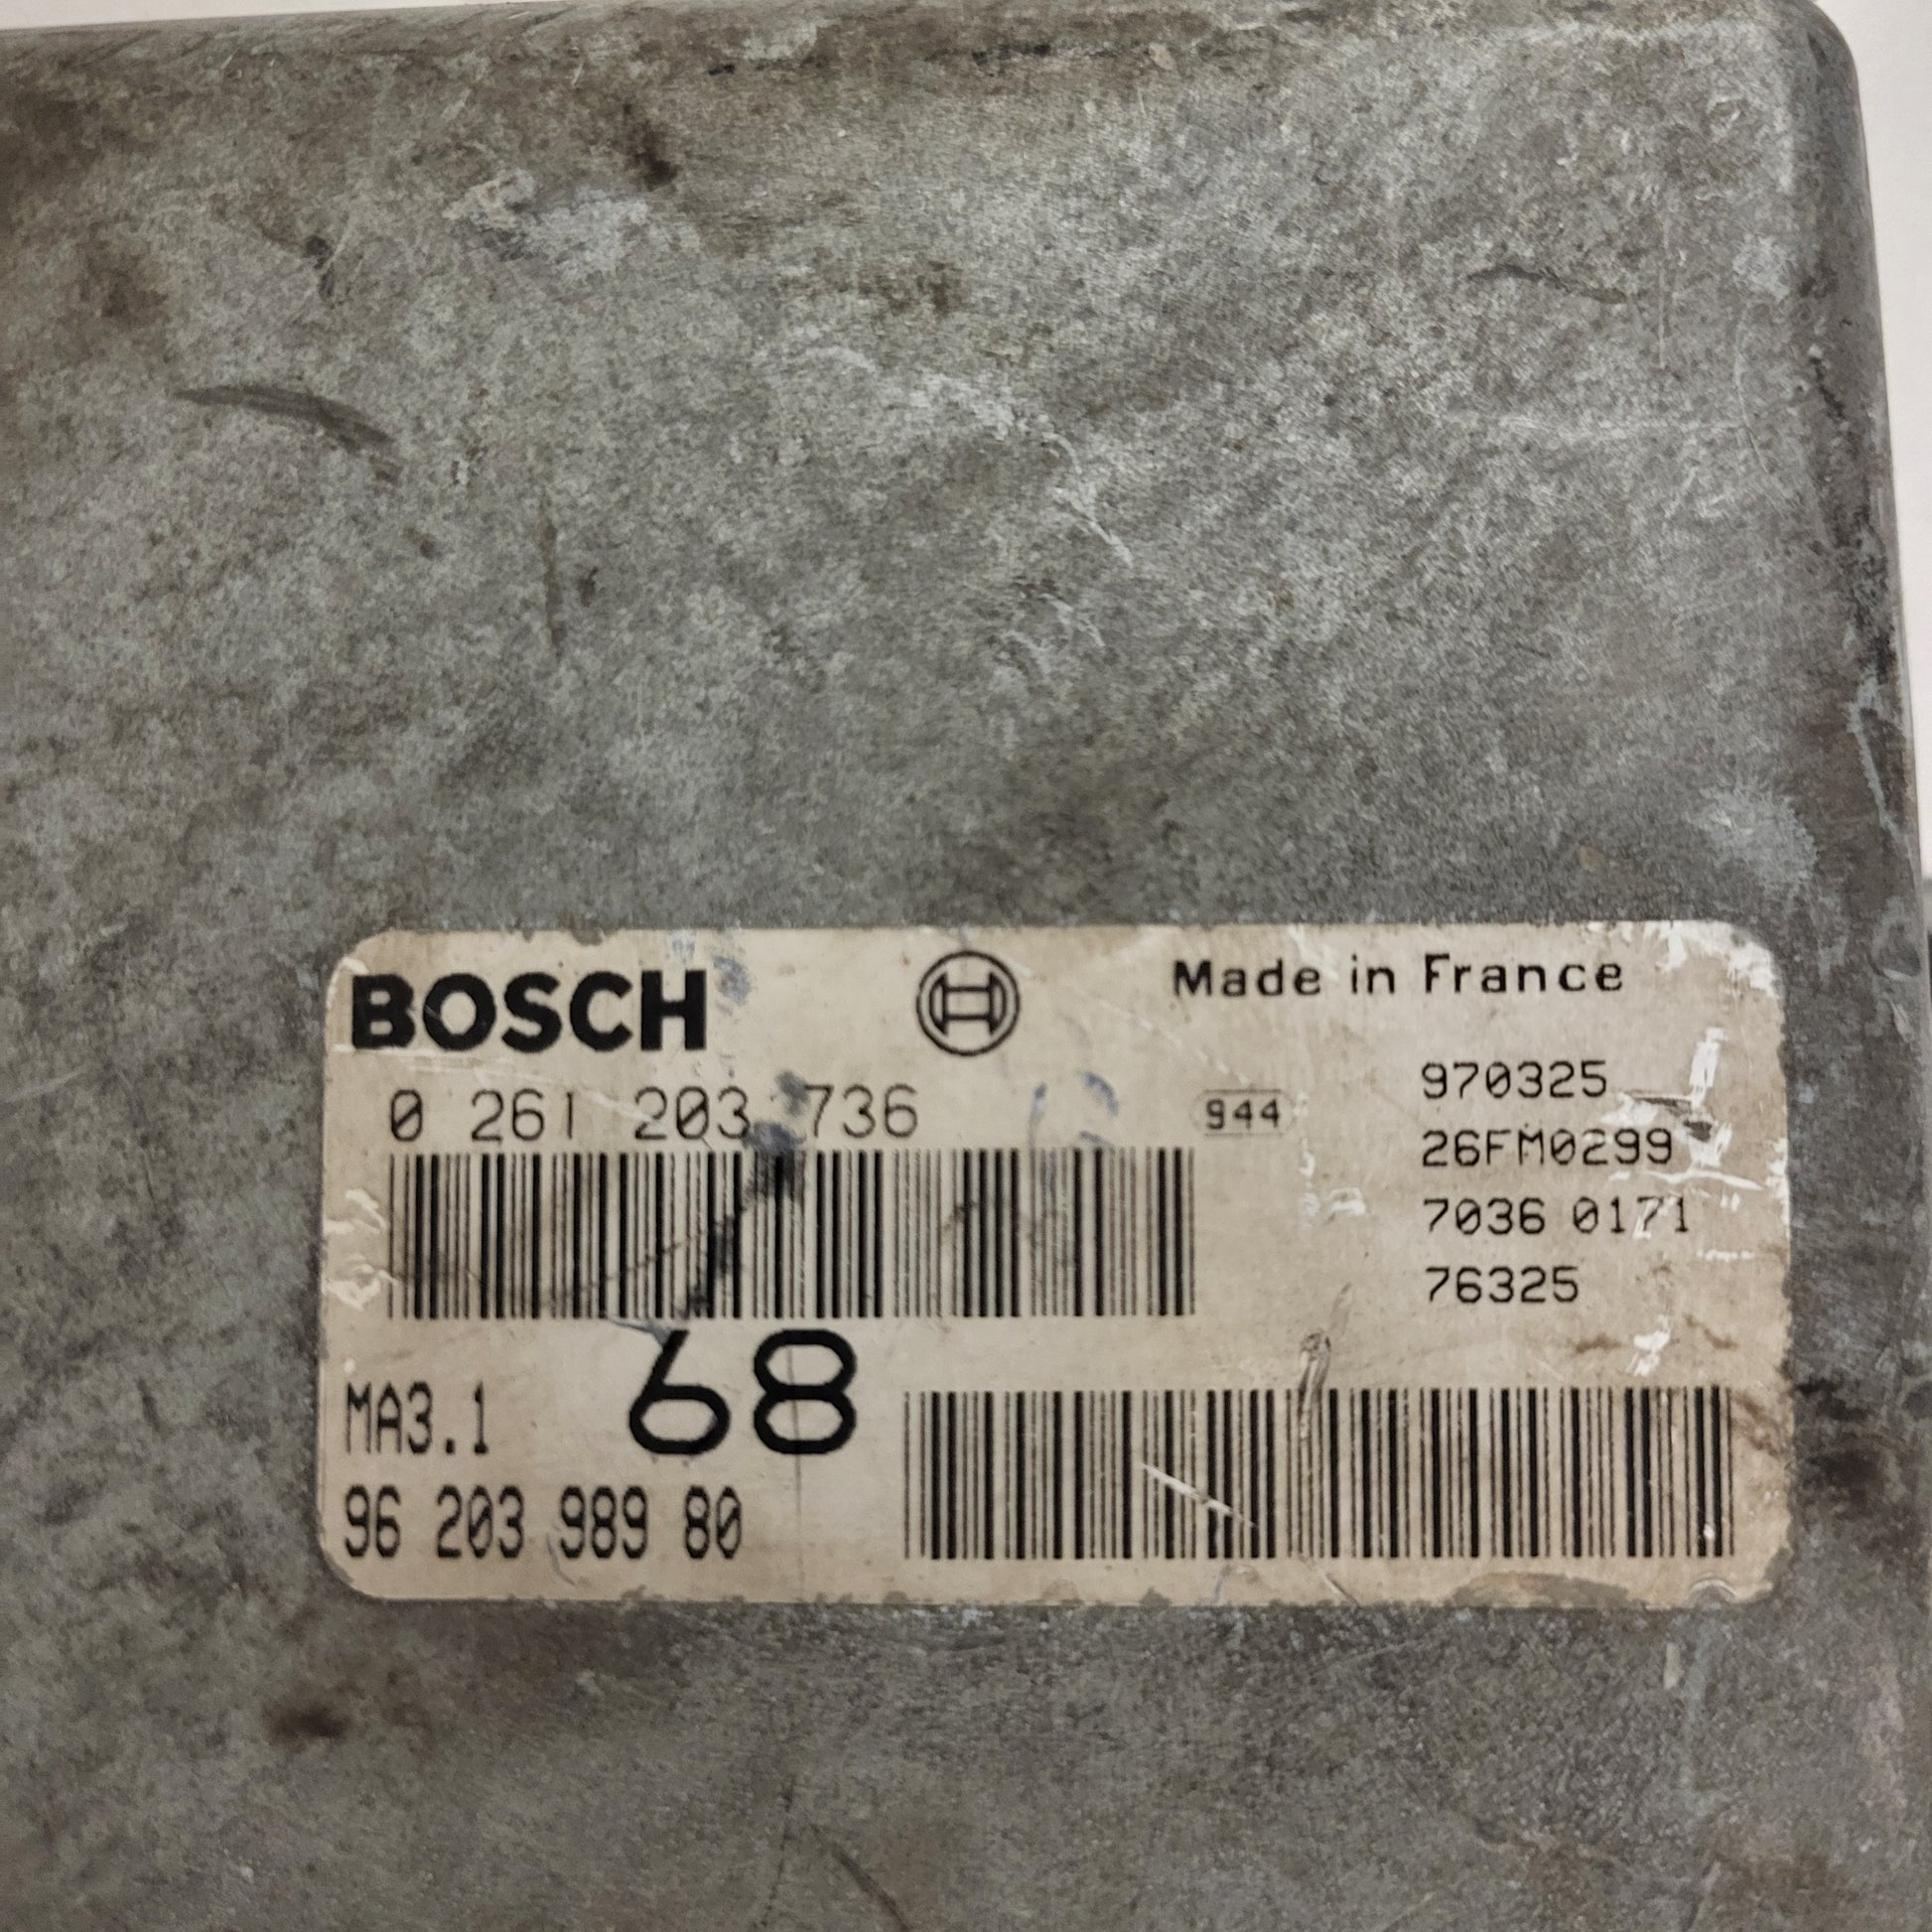 BOSCH
Made in France
0 261 203 736
944
970325
26FM0299
7036 0171
76325
MA3.1
68
96 203 989 80